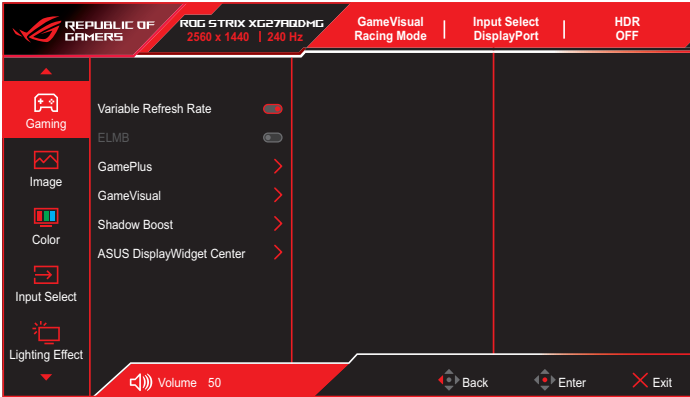 REPUBLIC OF
GAMERS
ROG STRIX XG27AQDMG
2560 x 1440 | 240 Hz
GameVisual
Racing Mode
Input Select
DisplayPort
HDR
OFF
Gaming
Image
Color
Input Select
Lighting Effect
Variable Refresh Rate
ELMB
GamePlus
GameVisual
Shadow Boost
ASUS DisplayWidget Center
Volume 50
Back
Enter
Exit